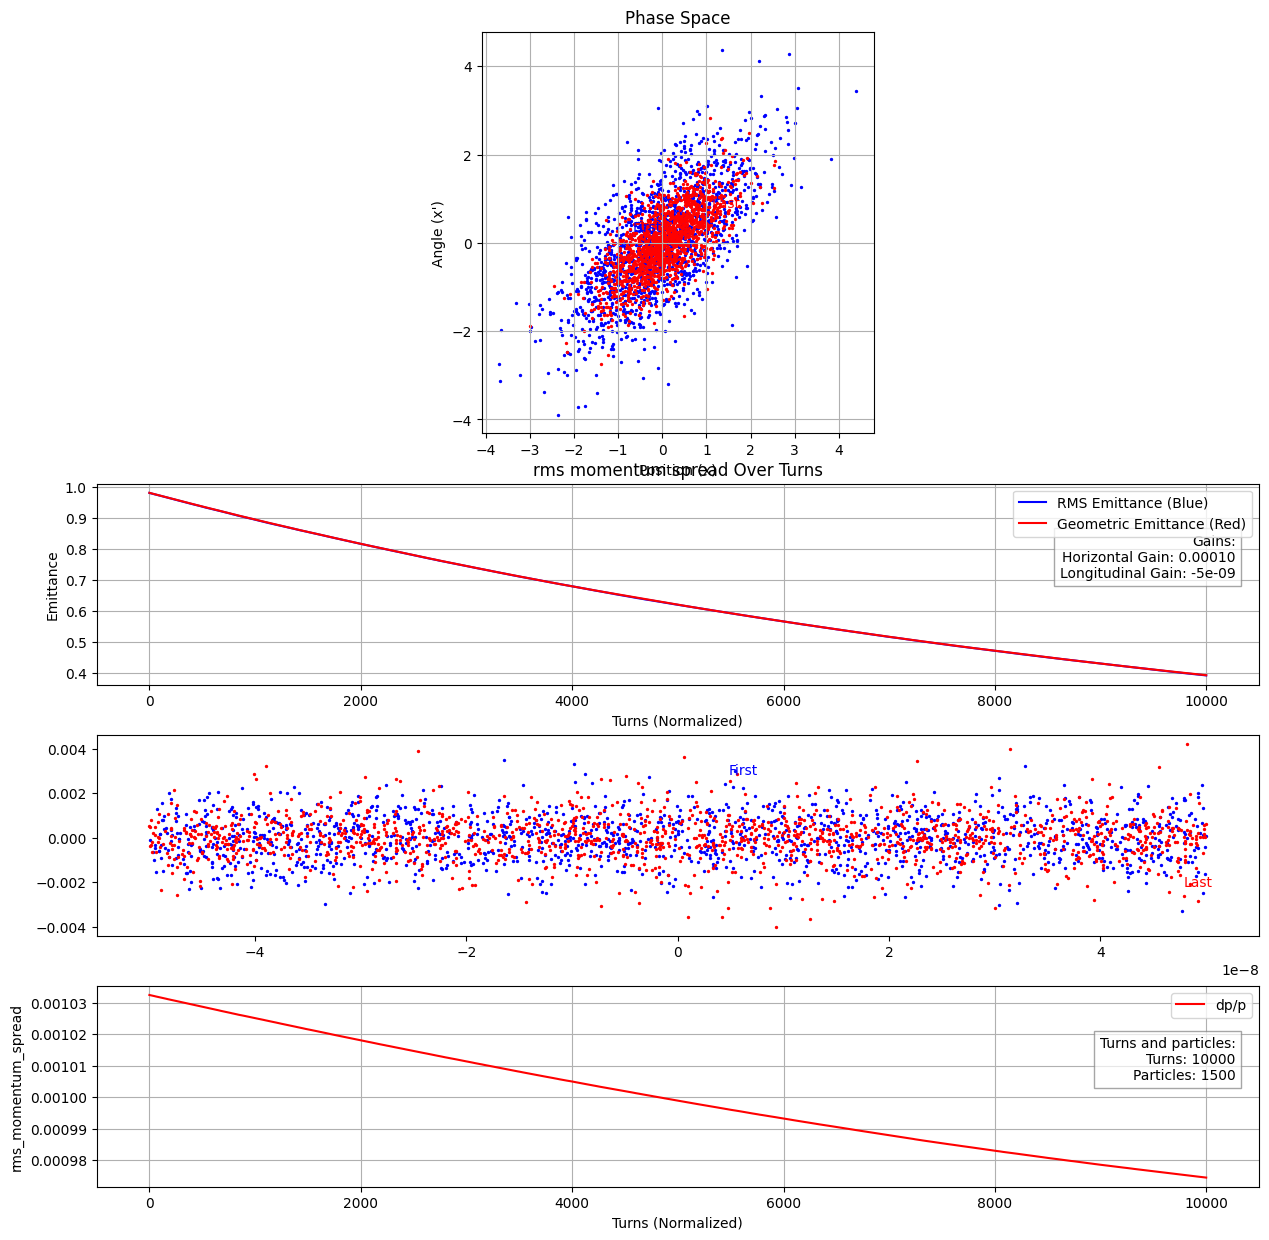 Phase Space
4
2
0
−2
−4
Angle (x')
−4 −3 −2 −1 0 1 2 3 4
Position (x)
rms momentum spread Over Turns
1.0
0.9
0.8
0.7
0.6
0.5
0.4
Emittance
RMS Emittance (Blue)
Geometric Emittance (Red)
Gains:
Horizontal Gain: 0.00010
Longitudinal Gain: -5e-09
0 2000 4000 6000 8000 10000
Turns (Normalized)
0.004
0.002
0.000
−0.002
−0.004
First
Last
−4 −2 0 2 4
1e−8
0.00103
0.00102
0.00101
0.00100
0.00099
0.00098
rms_momentum_spread
dp/p
Turns and particles:
Turns: 10000
Particles: 1500
0 2000 4000 6000 8000 10000
Turns (Normalized)